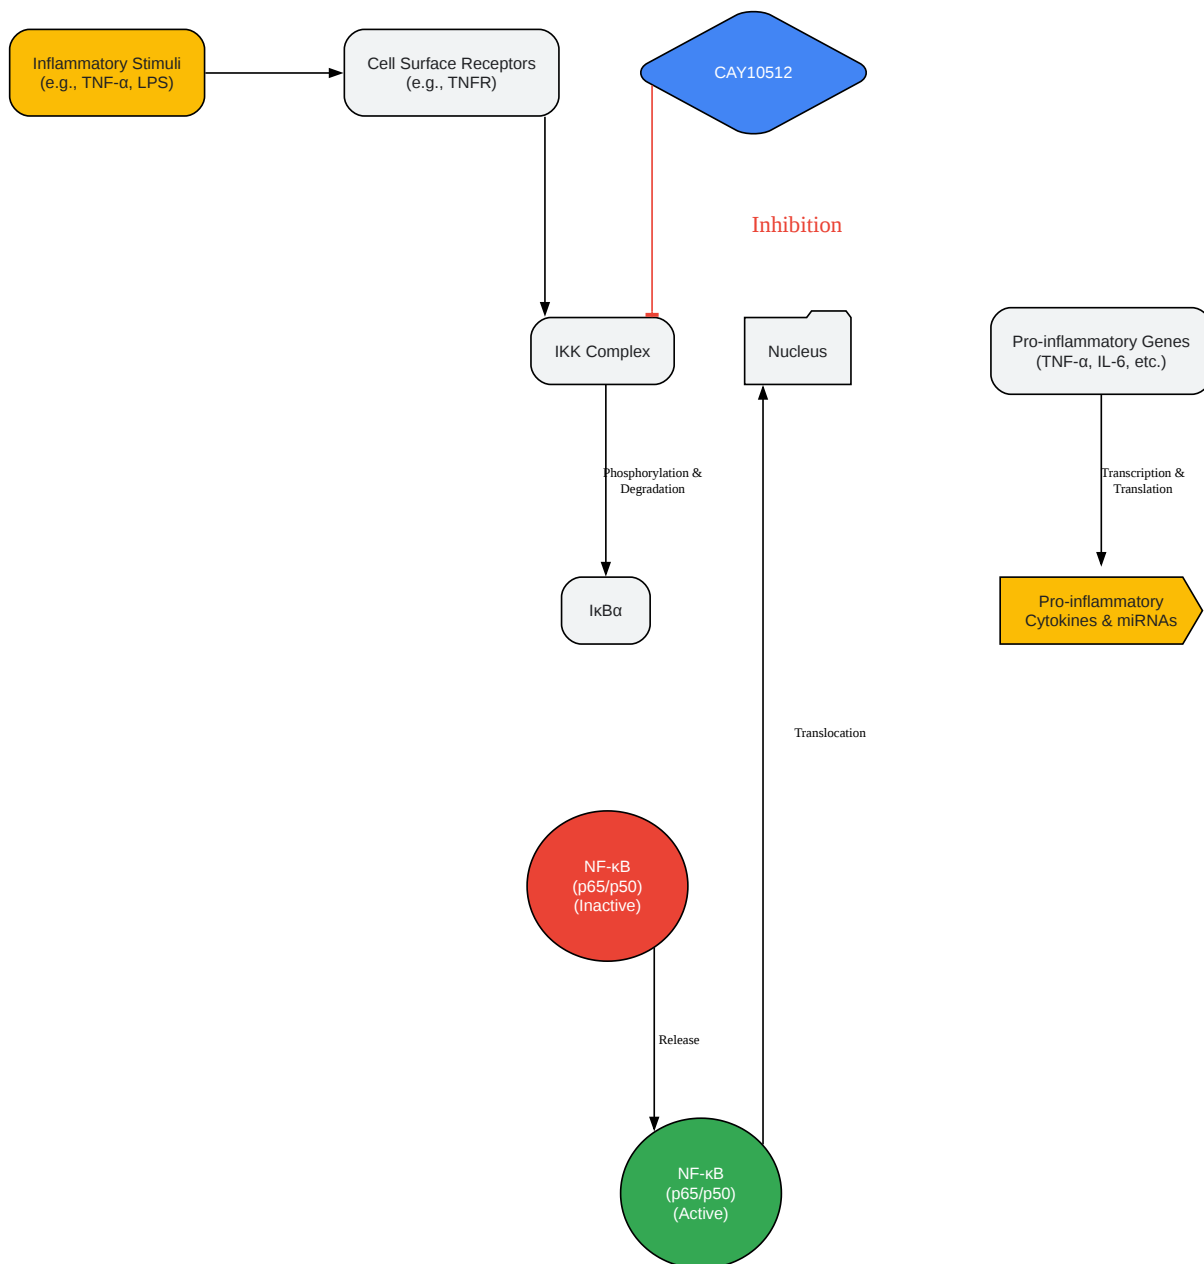 Inflammatory Stimuli
(e.g., TNF-α, LPS)
Cell Surface Receptors
(e.g., TNFR)
CAY10512
Inhibition
IKK Complex
Nucleus
Pro-inflammatory Genes
(TNF-α, IL-6, etc.)
Phosphorylation &
Degradation
Transcription &
Translation
IκBα
Pro-inflammatory
Cytokines & miRNAs
Translocation
NF-κB
(p65/p50)
(Inactive)
Release
NF-κB
(p65/p50)
(Active)